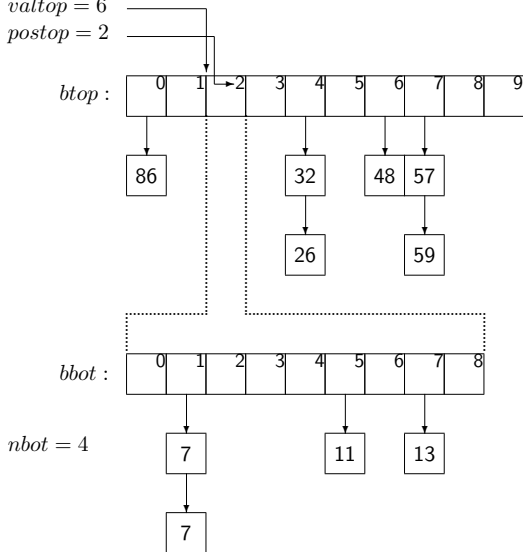 valtop = 6
postop = 2
btop : 0 1 2 3 4 5 6 7 8 9
86 32 48 57
26 59
bbot : 0 1 2 3 4 5 6 7 8
nbot = 4 7 11 13
7